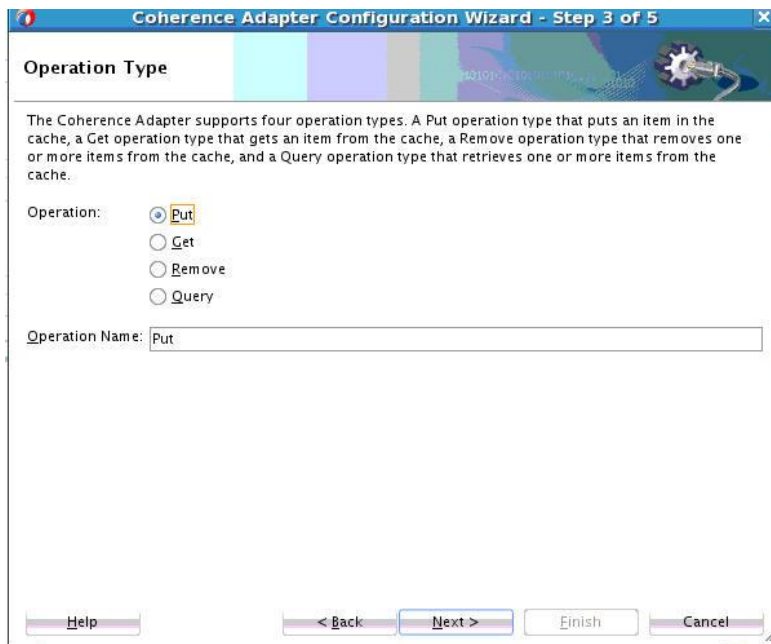 Coherence Adapter Configuration Wizard - Step 3 of 5
Operation Type
The Coherence Adapter supports four operation types. A Put operation type that puts an item in the
cache, a Get operation type that gets an item from the cache, a Remove operation type that removes one
or more items from the cache, and a Query operation type that retrieves one or more items from the
cache.
Operation:
Put
Get
Remove
Query
Operation Name: Put
Help < Back Next > Finish Cancel